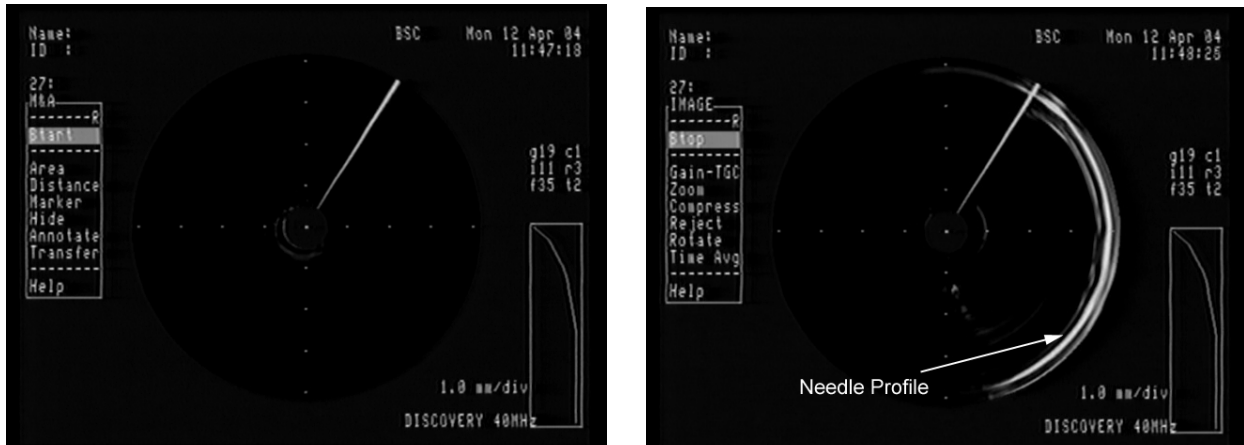 Name:
ID :
BSC Mon 12 Apr 04
11:47:18
27:
M&A
R
Start
Area
Distance
Marker
Hide
Annotate
Transfer
Help
g19 c1
i11 r3
f35 t2
1.0 mm/div
DISCOVERY 40MHz
Name:
ID :
BSC Mon 12 Apr 04
11:48:26
27:
IMAGE
R
Stop
Gain-TGC
Zoom
Compress
Reject
Rotate
Time Avg
Help
g19 c1
i11 r3
f35 t2
Needle Profile
1.0 mm/div
DISCOVERY 40MHz